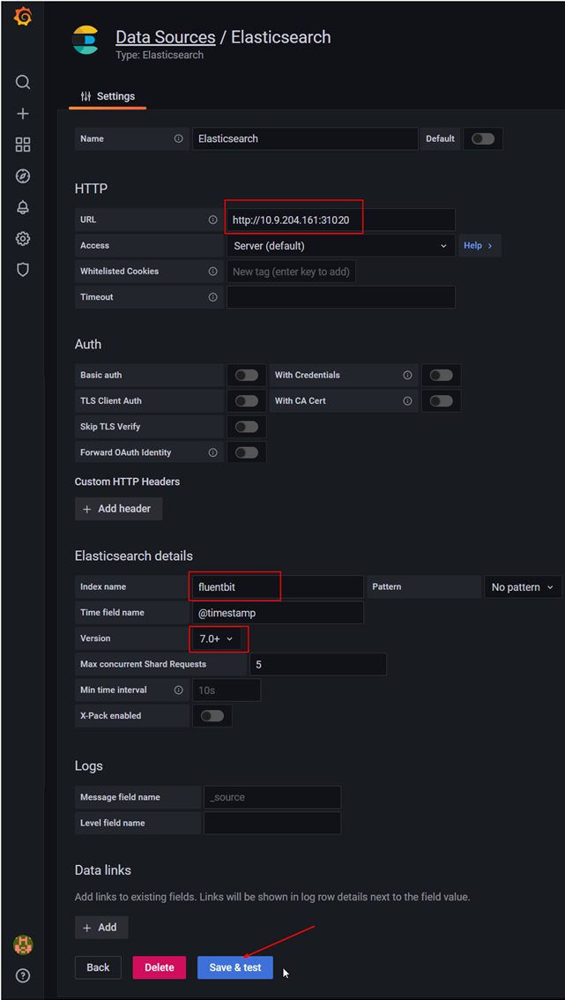 Data Sources / Elasticsearch
Type: Elasticsearch
Settings
Name Elasticsearch Default
HTTP
URL http://10.9.204.161:31020
Access Server (default) Help >
Whitelisted Cookies New tag (enter key to add)
Timeout
Auth
Basic auth With Credentials
TLS Client Auth With CA Cert
Skip TLS Verify
Forward OAuth Identity
Custom HTTP Headers
+ Add header
Elasticsearch details
Index name fluentbit Pattern No pattern
Time field name @timestamp
Version 7.0+
Max concurrent Shard Requests 5
Min time interval 10s
X-Pack enabled
Logs
Message field name _source
Level field name
Data links
Add links to existing fields. Links will be shown in log row details next to the field value.
+ Add
Back Delete Save & test